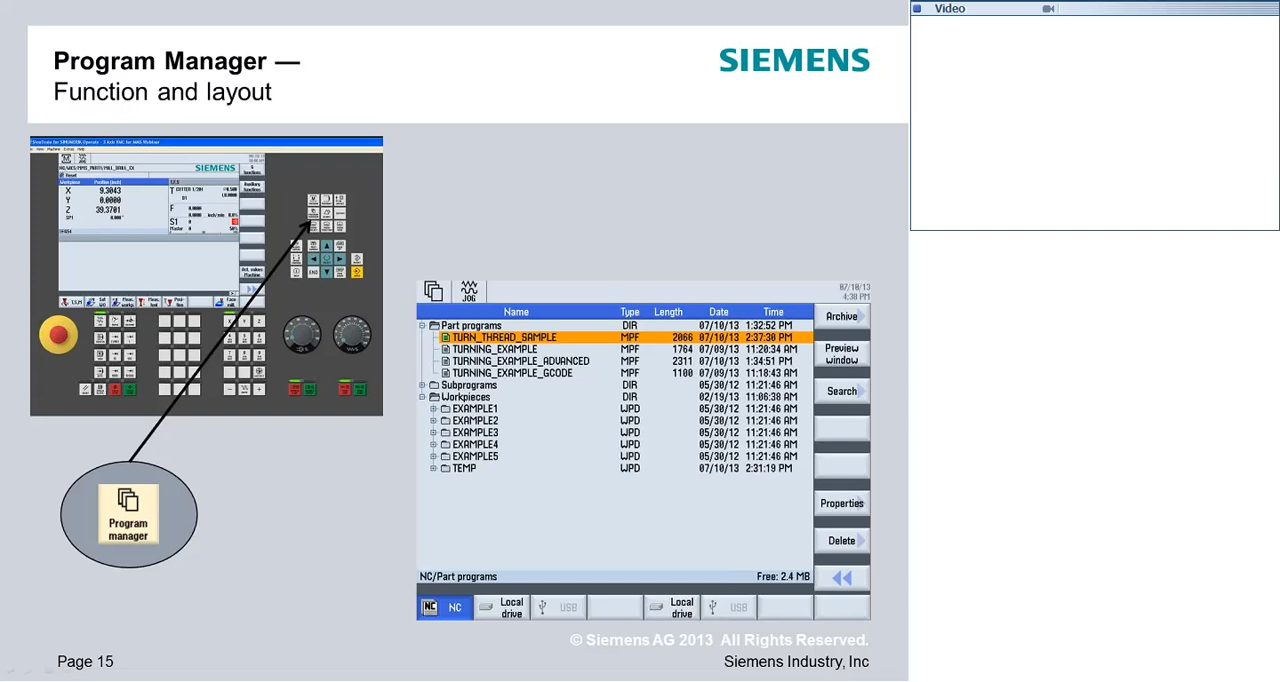 Video
Program Manager —
Function and layout
SIEMENS
SIEMENS
Reset
X 9.3043
Y 0.0000
Z 39.3701
Program
manager
JOG
07/10/13
4:38 PM
Name Type Length Date Time
Part programs DIR 07/10/13 1:32:52 PM
TURN_THREAD_SAMPLE MPF 2066 07/10/13 2:37:30 PM
TURNING_EXAMPLE MPF 1764 07/09/13 11:20:34 AM
TURNING_EXAMPLE_ADVANCED MPF 2311 07/10/13 1:34:51 PM
TURNING_EXAMPLE_GCODE MPF 1100 07/09/13 11:18:43 AM
Subprograms DIR 05/30/12 11:21:46 AM
Workpieces DIR 02/19/13 11:06:38 AM
EXAMPLE1 WPD 05/30/12 11:21:46 AM
EXAMPLE2 WPD 05/30/12 11:21:46 AM
EXAMPLE3 WPD 05/30/12 11:21:46 AM
EXAMPLE4 WPD 05/30/12 11:21:46 AM
EXAMPLE5 WPD 05/30/12 11:21:46 AM
TEMP WPD 07/10/13 2:31:19 PM
NC/Part programs Free: 2.4 MB
Archive
Preview
window
Search
Properties
Delete
NC NC Local drive USB Local drive USB
© Siemens AG 2013 All Rights Reserved.
Page 15
Siemens Industry, Inc